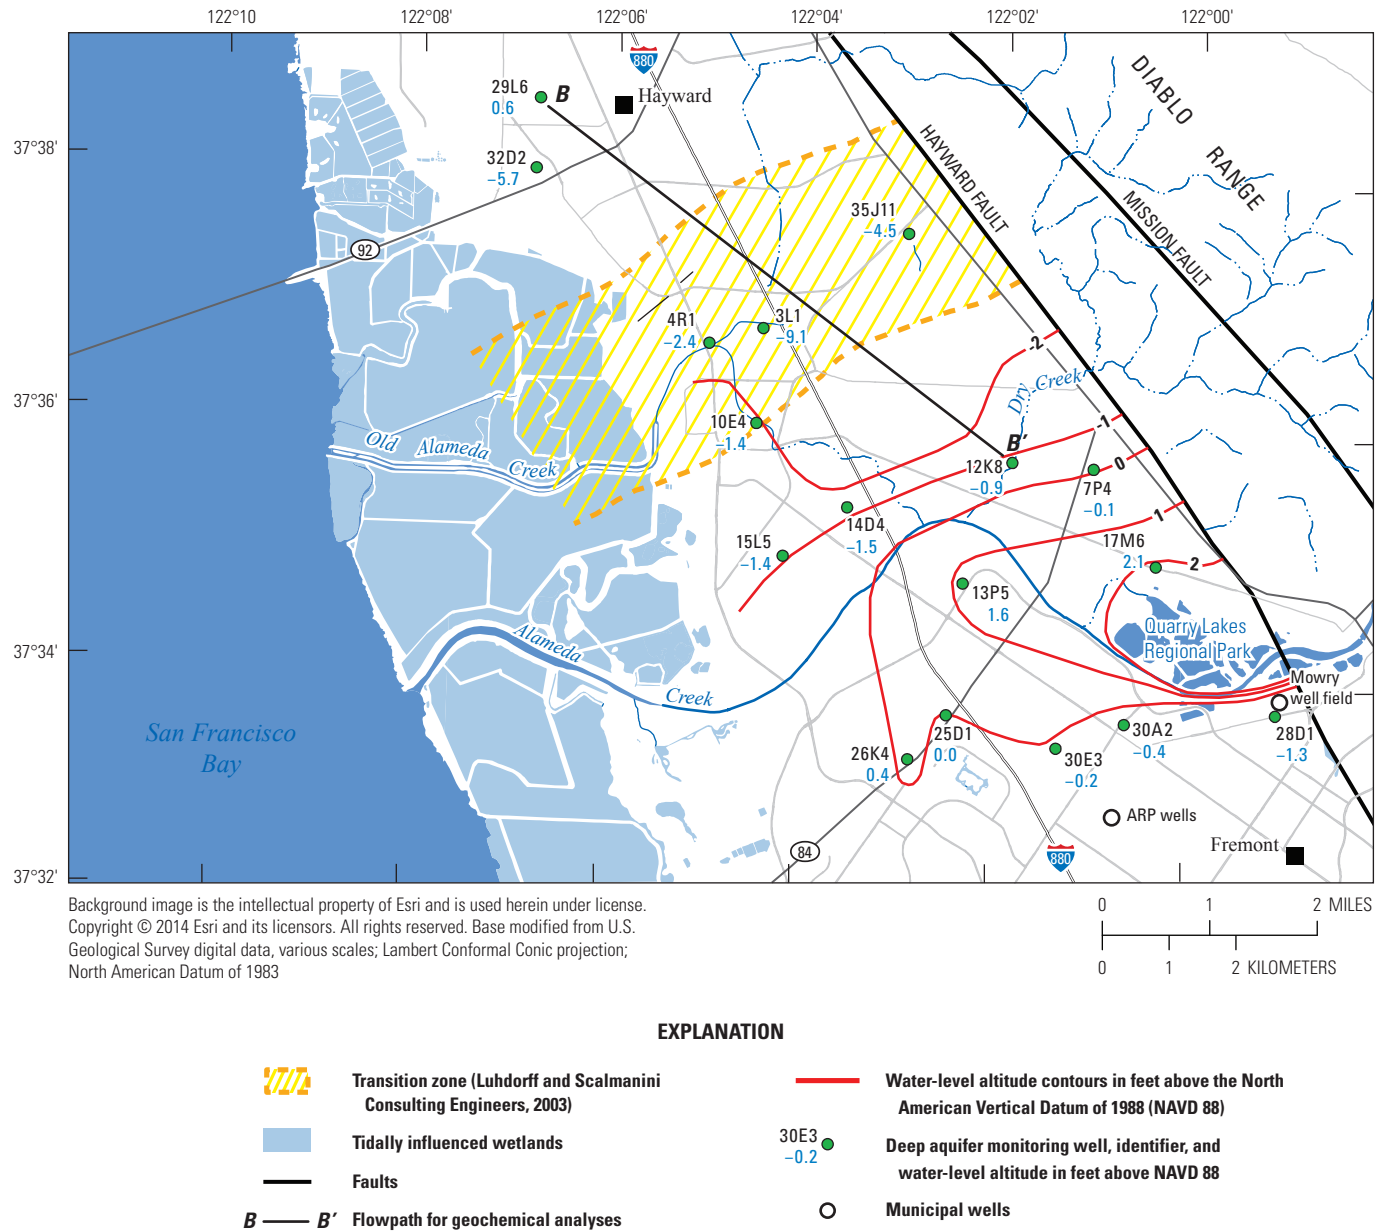 122°10'
122°08'
122°06'
122°04'
122°02'
122°00'
37°38'
37°36'
37°34'
37°32'
880
29L6
0.6
B
Hayward
32D2
−5.7
92
35J11
−4.5
HAYWARD FAULT
MISSION FAULT
DIABLO
RANGE
4R1
−2.4
3L1
−9.1
-2
Dry Creek
10E4
−1.4
Old Alameda
Creek
B'
-1
12K8
−0.9
0
7P4
−0.1
14D4
−1.5
15L5
−1.4
1
17M6
2.1
2
13P5
1.6
Quarry Lakes
Regional Park
Alameda
Creek
Mowry
well field
San Francisco
Bay
25D1
0.0
26K4
0.4
30E3
−0.2
30A2
−0.4
28D1
−1.3
ARP wells
Fremont
84
880
Background image is the intellectual property of Esri and is used herein under license.
Copyright © 2014 Esri and its licensors. All rights reserved. Base modified from U.S.
Geological Survey digital data, various scales; Lambert Conformal Conic projection;
North American Datum of 1983
0 1 2 MILES
0 1 2 KILOMETERS
EXPLANATION
Transition zone (Luhdorff and Scalmanini
Consulting Engineers, 2003)
Tidally influenced wetlands
Faults
B B' Flowpath for geochemical analyses
Water-level altitude contours in feet above the North
American Vertical Datum of 1988 (NAVD 88)
30E3
−0.2
Deep aquifer monitoring well, identifier, and
water-level altitude in feet above NAVD 88
Municipal wells